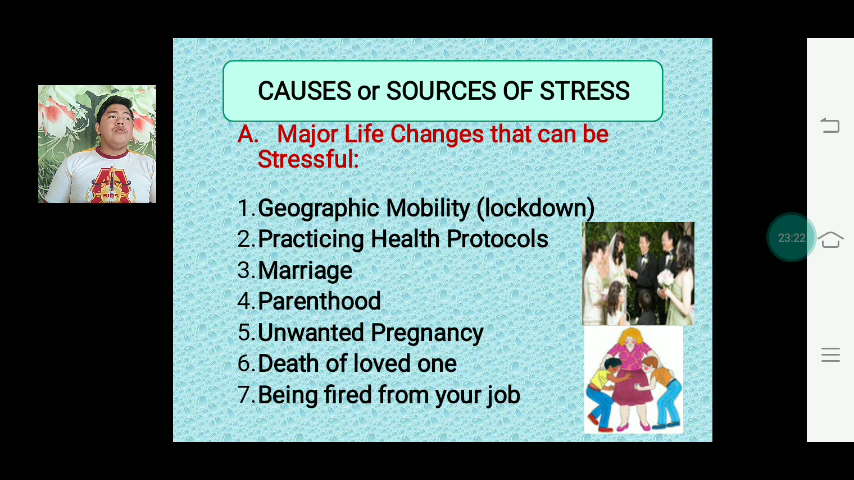 CAUSES or SOURCES OF STRESS
A. Major Life Changes that can be
Stressful:
1.Geographic Mobility (lockdown)
2.Practicing Health Protocols
3.Marriage
4.Parenthood
5.Unwanted Pregnancy
6.Death of loved one
7.Being fired from your job
23:22